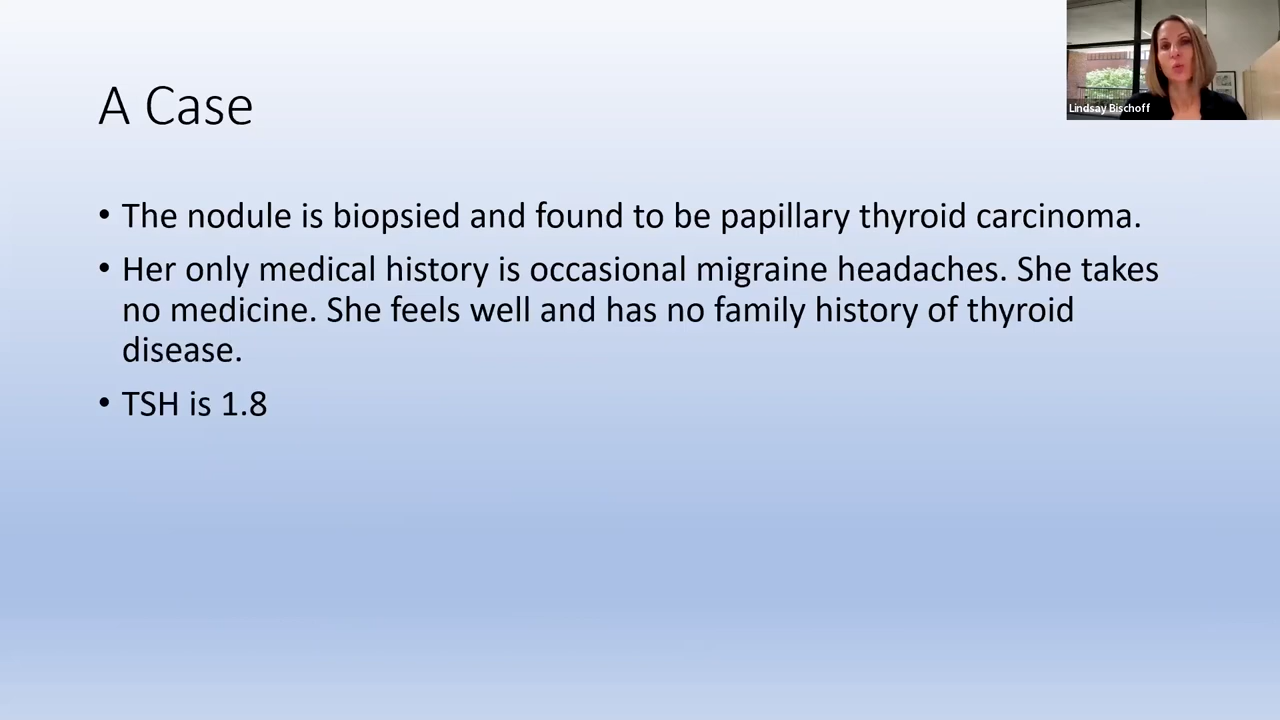 Lindsay Bischoff
A Case
• The nodule is biopsied and found to be papillary thyroid carcinoma.
• Her only medical history is occasional migraine headaches. She takes
no medicine. She feels well and has no family history of thyroid
disease.
• TSH is 1.8